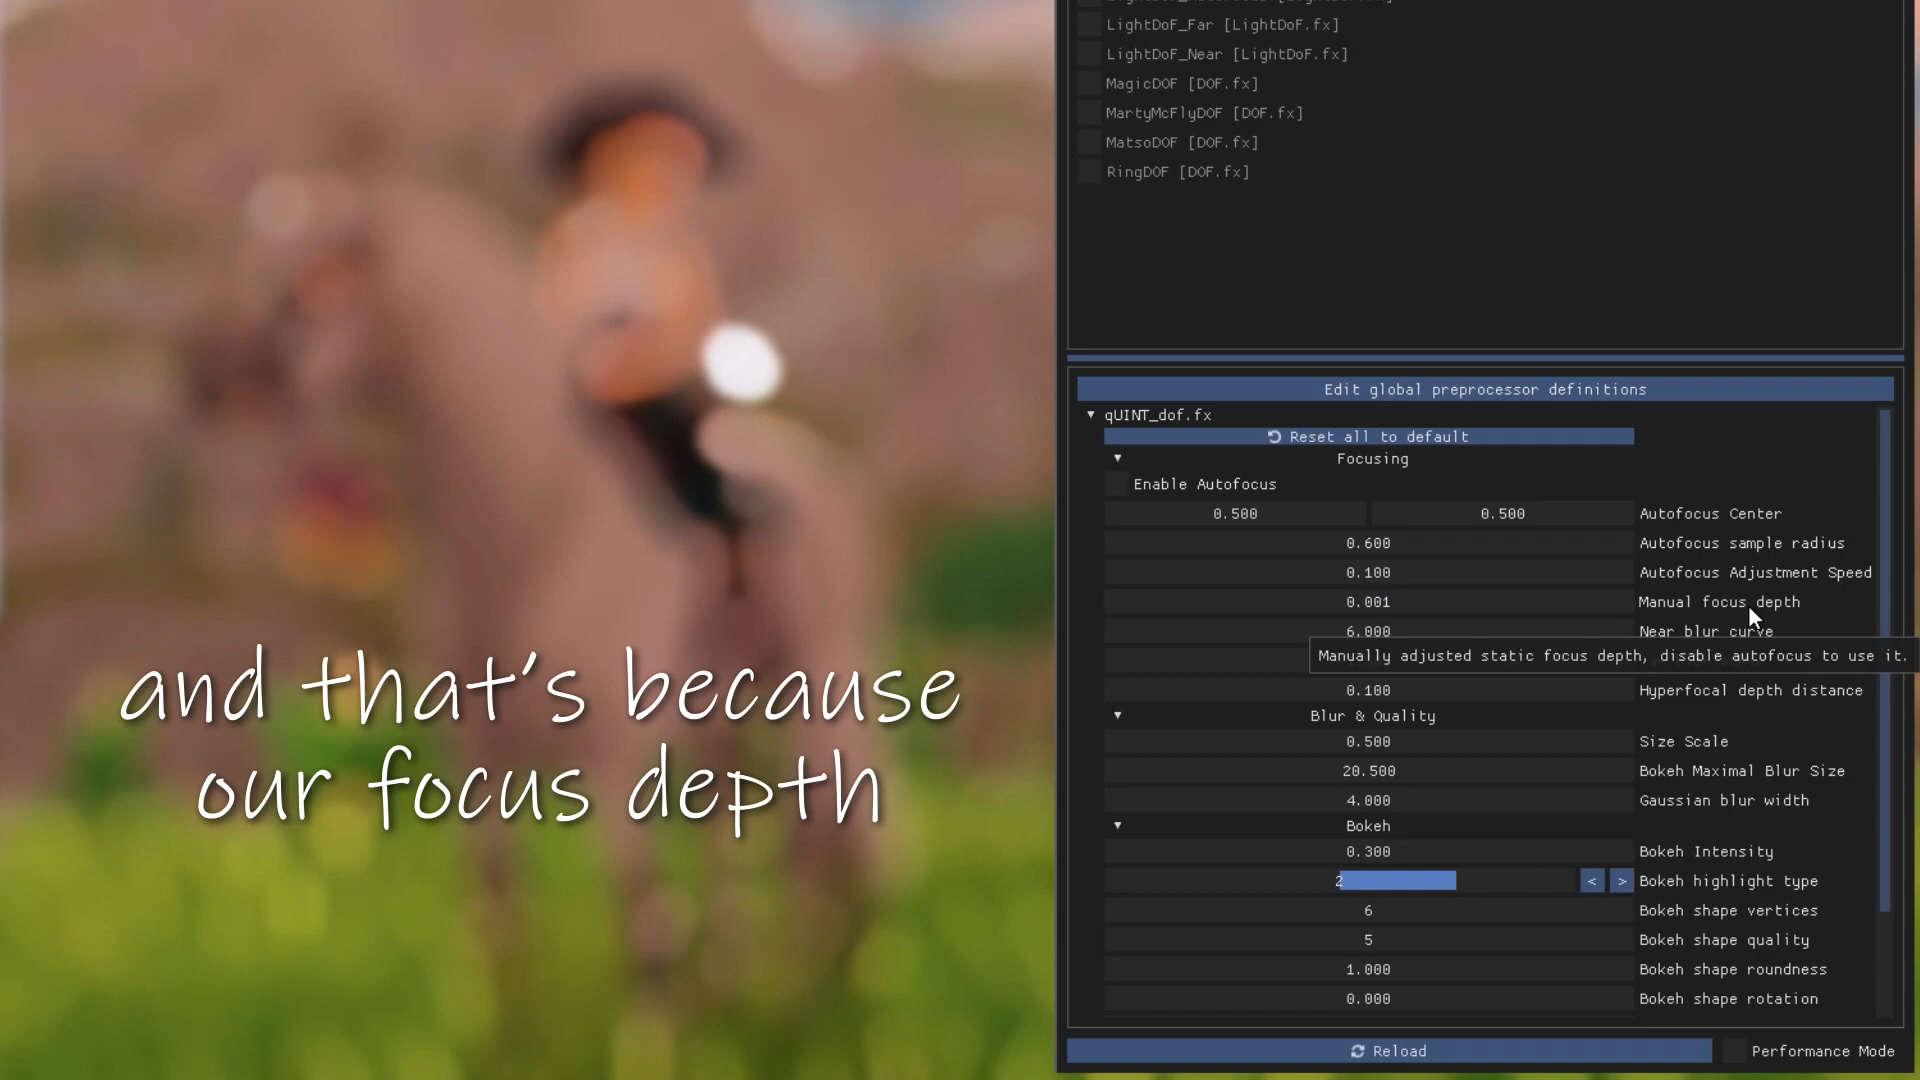 LightDoF_Far [LightDoF.fx]
LightDoF_Near [LightDoF.fx]
MagicDOF [DOF.fx]
MartyMcFlyDOF [DOF.fx]
MatsoDOF [DOF.fx]
RingDOF [DOF.fx]
Edit global preprocessor definitions
qUINT_dof.fx
Reset all to default
Focusing
Enable Autofocus
0.500 0.500 Autofocus Center
0.600 Autofocus sample radius
0.100 Autofocus Adjustment Speed
0.001 Manual focus depth
6.000 Near blur curve
Manually adjusted static focus depth, disable autofocus to use it.
0.100 Hyperfocal depth distance
Blur & Quality
0.500 Size Scale
20.500 Bokeh Maximal Blur Size
4.000 Gaussian blur width
Bokeh
0.300 Bokeh Intensity
2 < > Bokeh highlight type
6 Bokeh shape vertices
5 Bokeh shape quality
1.000 Bokeh shape roundness
0.000 Bokeh shape rotation
Reload Performance Mode
and that's because
our focus depth